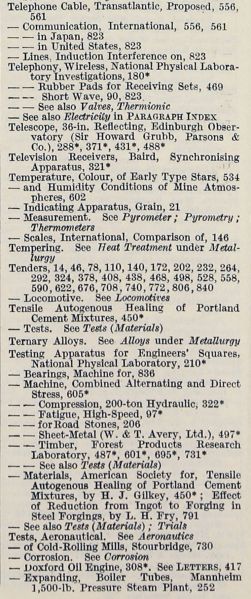 Telephone Cable, Transatlantic, Proposed, 556,
561
— Communication, International, 556, 561
— — in Japan, 823
— — in United States, 823
— Lines, Induction Interference on, 823
Telephony, Wireless, National Physical Labora-
tory Investigations, 180*
— — Rubber Pads for Receiving Sets, 469
— — Short Wave, 90, 823
— — See also Valves, Thermionic
— See also Electricity in PARAGRAPH INDEX
Telescope, 36-in. Reflecting, Edinburgh Obser-
vatory (Sir Howard Grubb, Parsons &
Co.), 288*, 371*, 431*, 488*
Television Receivers, Baird, Synchronising
Apparatus, 321*
Temperature, Colour, of Early Type Stars, 534
— and Humidity Conditions of Mine Atmos-
pheres, 602
— Indicating Apparatus, Grain, 21
— Measurement. See Pyrometer; Pyrometry;
Thermometers
— Scales, International, Comparison of, 146
Tempering. See Heat Treatment under Metal-
lurgy
Tenders, 14, 46, 78, 110, 140, 172, 202, 232, 264,
292, 324, 378, 408, 438, 468, 498, 528, 558,
590, 622, 676, 708, 740, 772, 806, 840
— Locomotive. See Locomotives
Tensile Autogenous Healing of Portland
Cement Mixtures, 450*
— Tests. See Tests (Materials)
Ternary Alloys. See Alloys under Metallurgy
Testing Apparatus for Engineers' Squares,
National Physical Laboratory, 210*
— Bearings, Machine for, 836
— Machine, Combined Alternating and Direct
Stress, 605*
— — Compression, 200-ton Hydraulic, 322*
— — Fatigue, High-Speed, 97*
— — for Road Stones, 206
— — Sheet-Metal (W. & T. Avery, Ltd.), 497*
— — Timber, Forest Products Research
Laboratory, 487*, 601*, 695*, 731*
— — See also Tests (Materials)
— Materials, American Society for, Tensile
Autogenous Healing of Portland Cement
Mixtures, by H. J. Gilkey, 450*; Effect
of Reduction from Ingot to Forging in
Steel Forgings, by L. H. Fry, 791
— See also Tests (Materials); Trials
Tests, Aeronautical. See Aeronautics
— of Cold-Rolling Mills, Stourbridge, 730
— Corrosion. See Corrosion
— Doxford Oil Engine, 308*. See LETTERS, 417
— Expanding, Boiler Tubes, Mannheim
1,500-lb. Pressure Steam Plant, 252